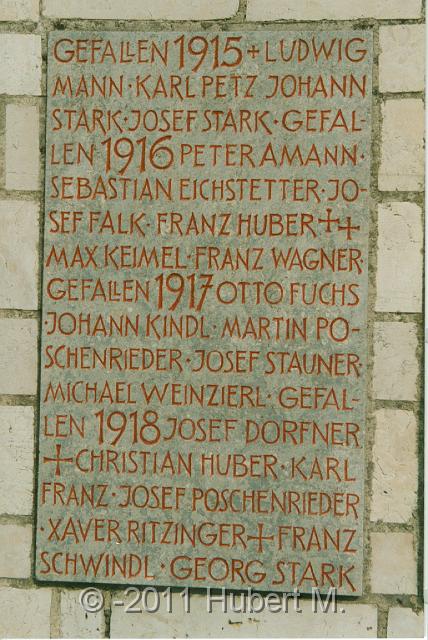 GEFALLEN 1915 + LUDWIG
MANN · KARL PETZ JOHANN
STARK · JOSEF STARK · GEFAL-
LEN 1916 PETER AMANN ·
SEBASTIAN EICHSTETTER · JO-
SEF FALK · FRANZ HUBER ++
MAX KEIMEL · FRANZ WAGNER ·
GEFALLEN 1917 OTTO FUCHS
JOHANN KINDL · MARTIN PO-
SCHENRIEDER · JOSEF STAUNER ·
MICHAEL WEINZIERL · GEFAL-
LEN 1918 JOSEF DORFNER
+ CHRISTIAN HUBER · KARL
FRANZ · JOSEF POSCHENRIEDER
· XAVER RITZINGER + FRANZ
SCHWINDL · GEORG STARK
© -2011 Hubert M.